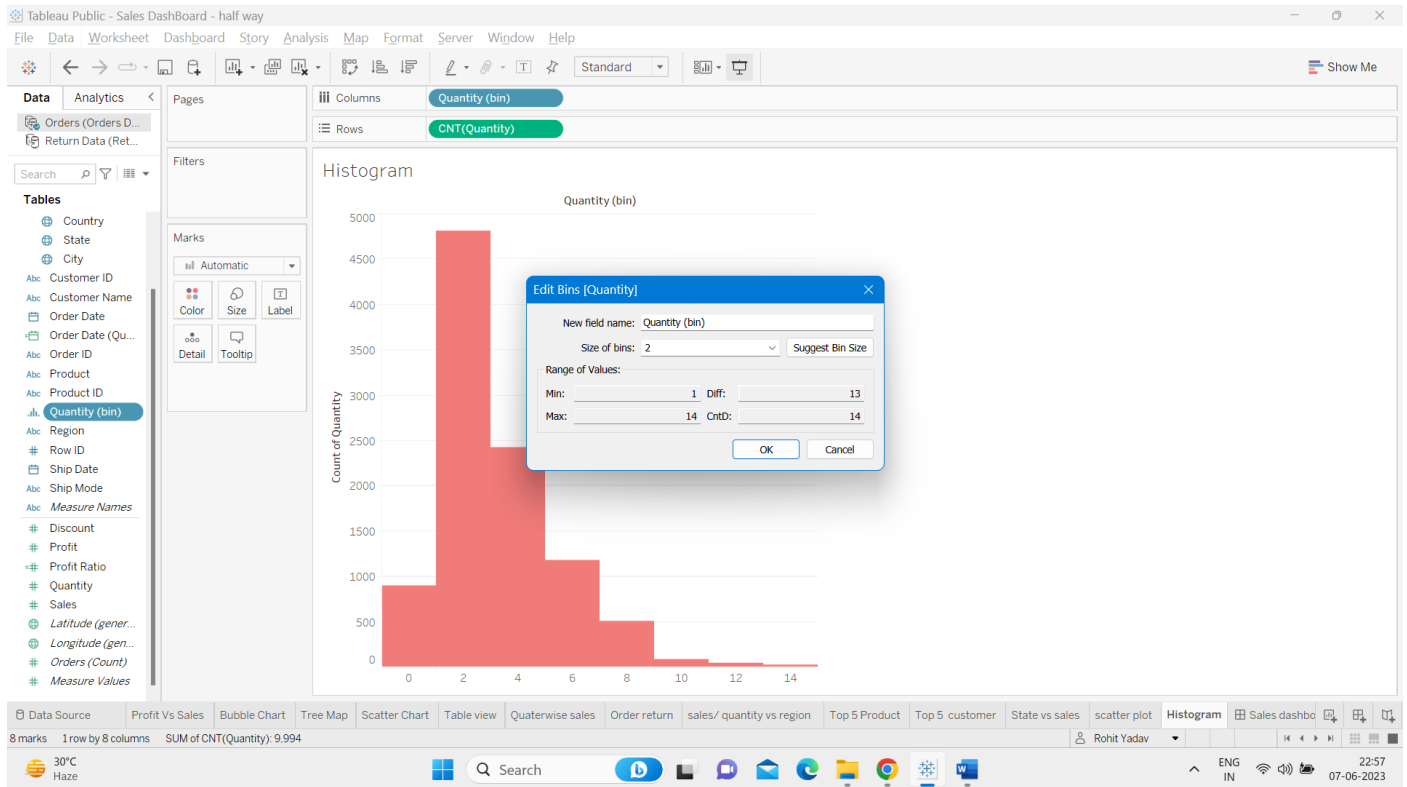 Tableau Public - Sales DashBoard - half way
File Data Worksheet Dashboard Story Analysis Map Format Server Window Help
Standard
Show Me
Data Analytics
Orders (Orders D...
Return Data (Ret...
Search
Tables
Country
State
City
Abc Customer ID
Abc Customer Name
Order Date
Order Date (Qu...
Abc Order ID
Abc Product
Abc Product ID
Quantity (bin)
Abc Region
# Row ID
Ship Date
Abc Ship Mode
Abc Measure Names
# Discount
# Profit
=# Profit Ratio
# Quantity
# Sales
Latitude (gener...
Longitude (gen...
# Orders (Count)
# Measure Values
Pages
Filters
Marks
Automatic
Color Size Label
Detail Tooltip
Columns Quantity (bin)
Rows CNT(Quantity)
Histogram
Quantity (bin)
Count of Quantity
5000
4500
4000
3500
3000
2500
2000
1500
1000
500
0
0 2 4 6 8 10 12 14
Edit Bins [Quantity]
New field name: Quantity (bin)
Size of bins: 2 Suggest Bin Size
Range of Values:
Min: 1 Diff: 13
Max: 14 CntD: 14
OK Cancel
Data Source Profit Vs Sales Bubble Chart Tree Map Scatter Chart Table view Quaterwise sales Order return sales/ quantity vs region Top 5 Product Top 5 customer State vs sales scatter plot Histogram Sales dashbo
8 marks 1 row by 8 columns SUM of CNT(Quantity): 9,994 Rohit Yadav
30°C
Haze
Search
ENG
IN
22:57
07-06-2023